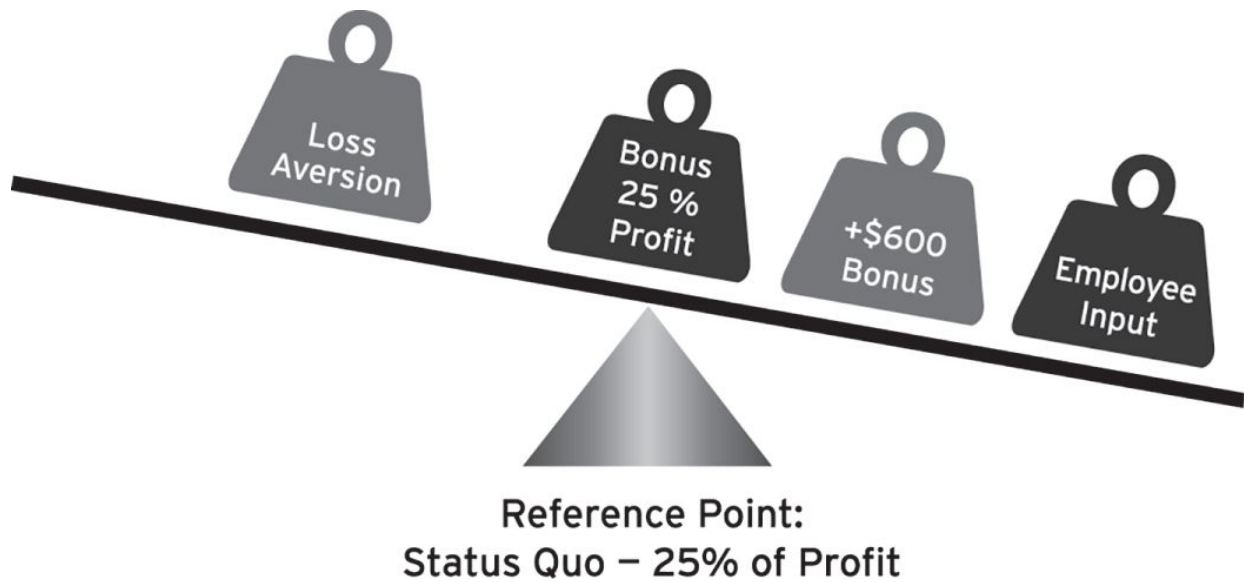 Loss
Aversion
Bonus
25 %
Profit
+$600
Bonus
Employee
Input
Reference Point:
Status Quo – 25% of Profit